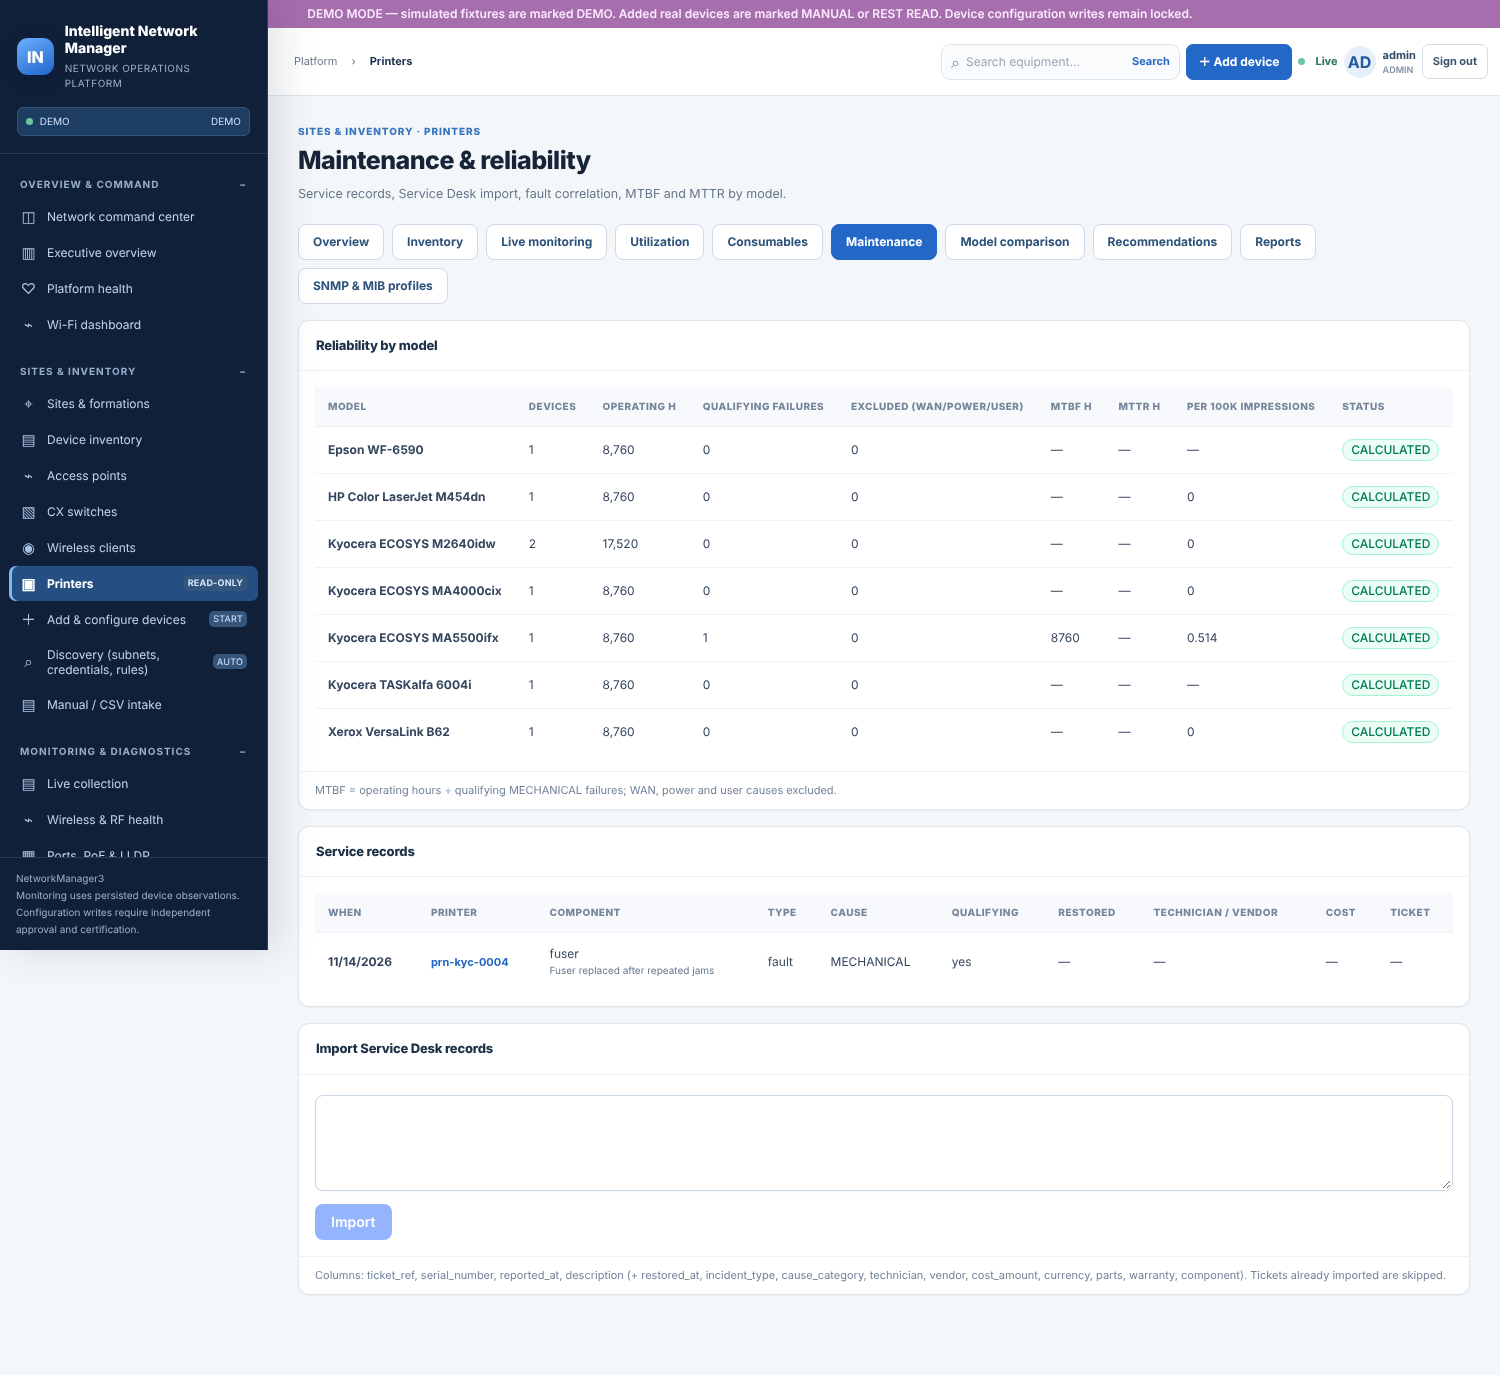 DEMO MODE — simulated fixtures are marked DEMO. Added real devices are marked MANUAL or REST READ. Device configuration writes remain locked.
IN
Intelligent Network
Manager
NETWORK OPERATIONS
PLATFORM
DEMO DEMO
OVERVIEW & COMMAND –
Network command center
Executive overview
Platform health
Wi-Fi dashboard
SITES & INVENTORY –
Sites & formations
Device inventory
Access points
CX switches
Wireless clients
Printers READ-ONLY
+ Add & configure devices START
Discovery (subnets,
credentials, rules) AUTO
Manual / CSV intake
MONITORING & DIAGNOSTICS –
Live collection
Wireless & RF health
Ports, PoE & LLDP
NetworkManager3
Monitoring uses persisted device observations.
Configuration writes require independent
approval and certification.
Platform › Printers
Search equipment... Search
+ Add device
Live
AD
admin
ADMIN
Sign out
SITES & INVENTORY · PRINTERS
Maintenance & reliability
Service records, Service Desk import, fault correlation, MTBF and MTTR by model.
Overview Inventory Live monitoring Utilization Consumables Maintenance Model comparison Recommendations Reports
SNMP & MIB profiles
Reliability by model
MODEL DEVICES OPERATING H QUALIFYING FAILURES EXCLUDED (WAN/POWER/USER) MTBF H MTTR H PER 100K IMPRESSIONS STATUS
Epson WF-6590 1 8,760 0 0 — — — CALCULATED
HP Color LaserJet M454dn 1 8,760 0 0 — — 0 CALCULATED
Kyocera ECOSYS M2640idw 2 17,520 0 0 — — 0 CALCULATED
Kyocera ECOSYS MA4000cix 1 8,760 0 0 — — 0 CALCULATED
Kyocera ECOSYS MA5500ifx 1 8,760 1 0 8760 — 0.514 CALCULATED
Kyocera TASKalfa 6004i 1 8,760 0 0 — — — CALCULATED
Xerox VersaLink B62 1 8,760 0 0 — — 0 CALCULATED
MTBF = operating hours ÷ qualifying MECHANICAL failures; WAN, power and user causes excluded.
Service records
WHEN PRINTER COMPONENT TYPE CAUSE QUALIFYING RESTORED TECHNICIAN / VENDOR COST TICKET
11/14/2026 prn-kyc-0004 fuser fault MECHANICAL yes — — — —
Fuser replaced after repeated jams
Import Service Desk records
Import
Columns: ticket_ref, serial_number, reported_at, description (+ restored_at, incident_type, cause_category, technician, vendor, cost_amount, currency, parts, warranty, component). Tickets already imported are skipped.